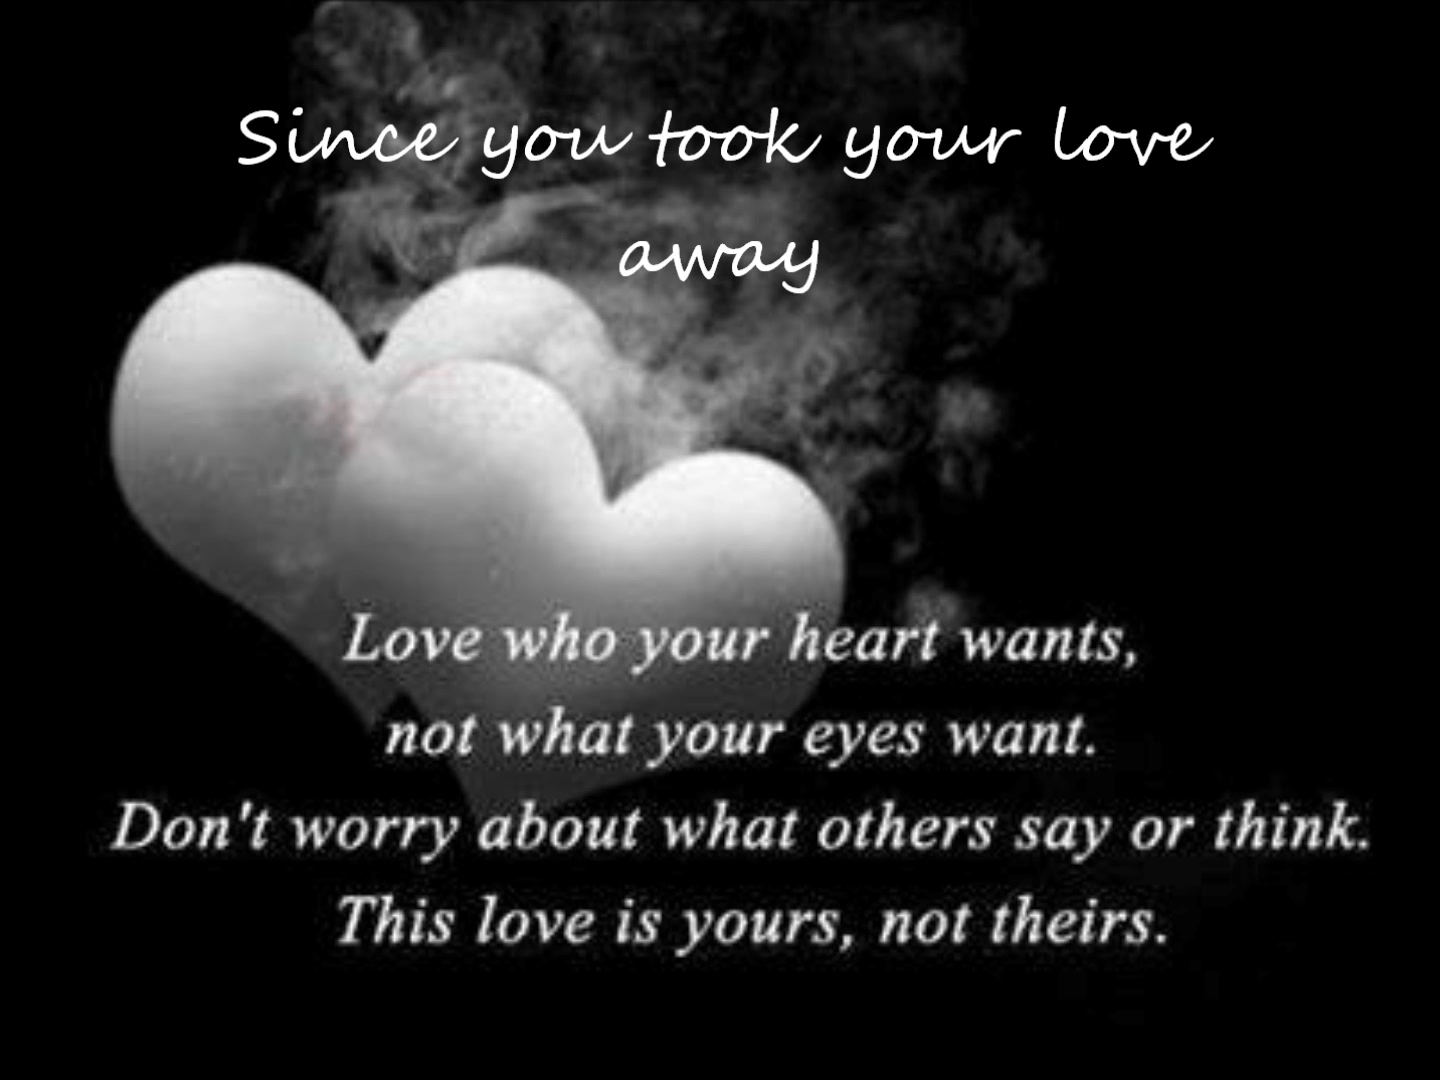 Since you took your love
away
Love who your heart wants,
not what your eyes want.
Don't worry about what others say or think.
This love is yours, not theirs.